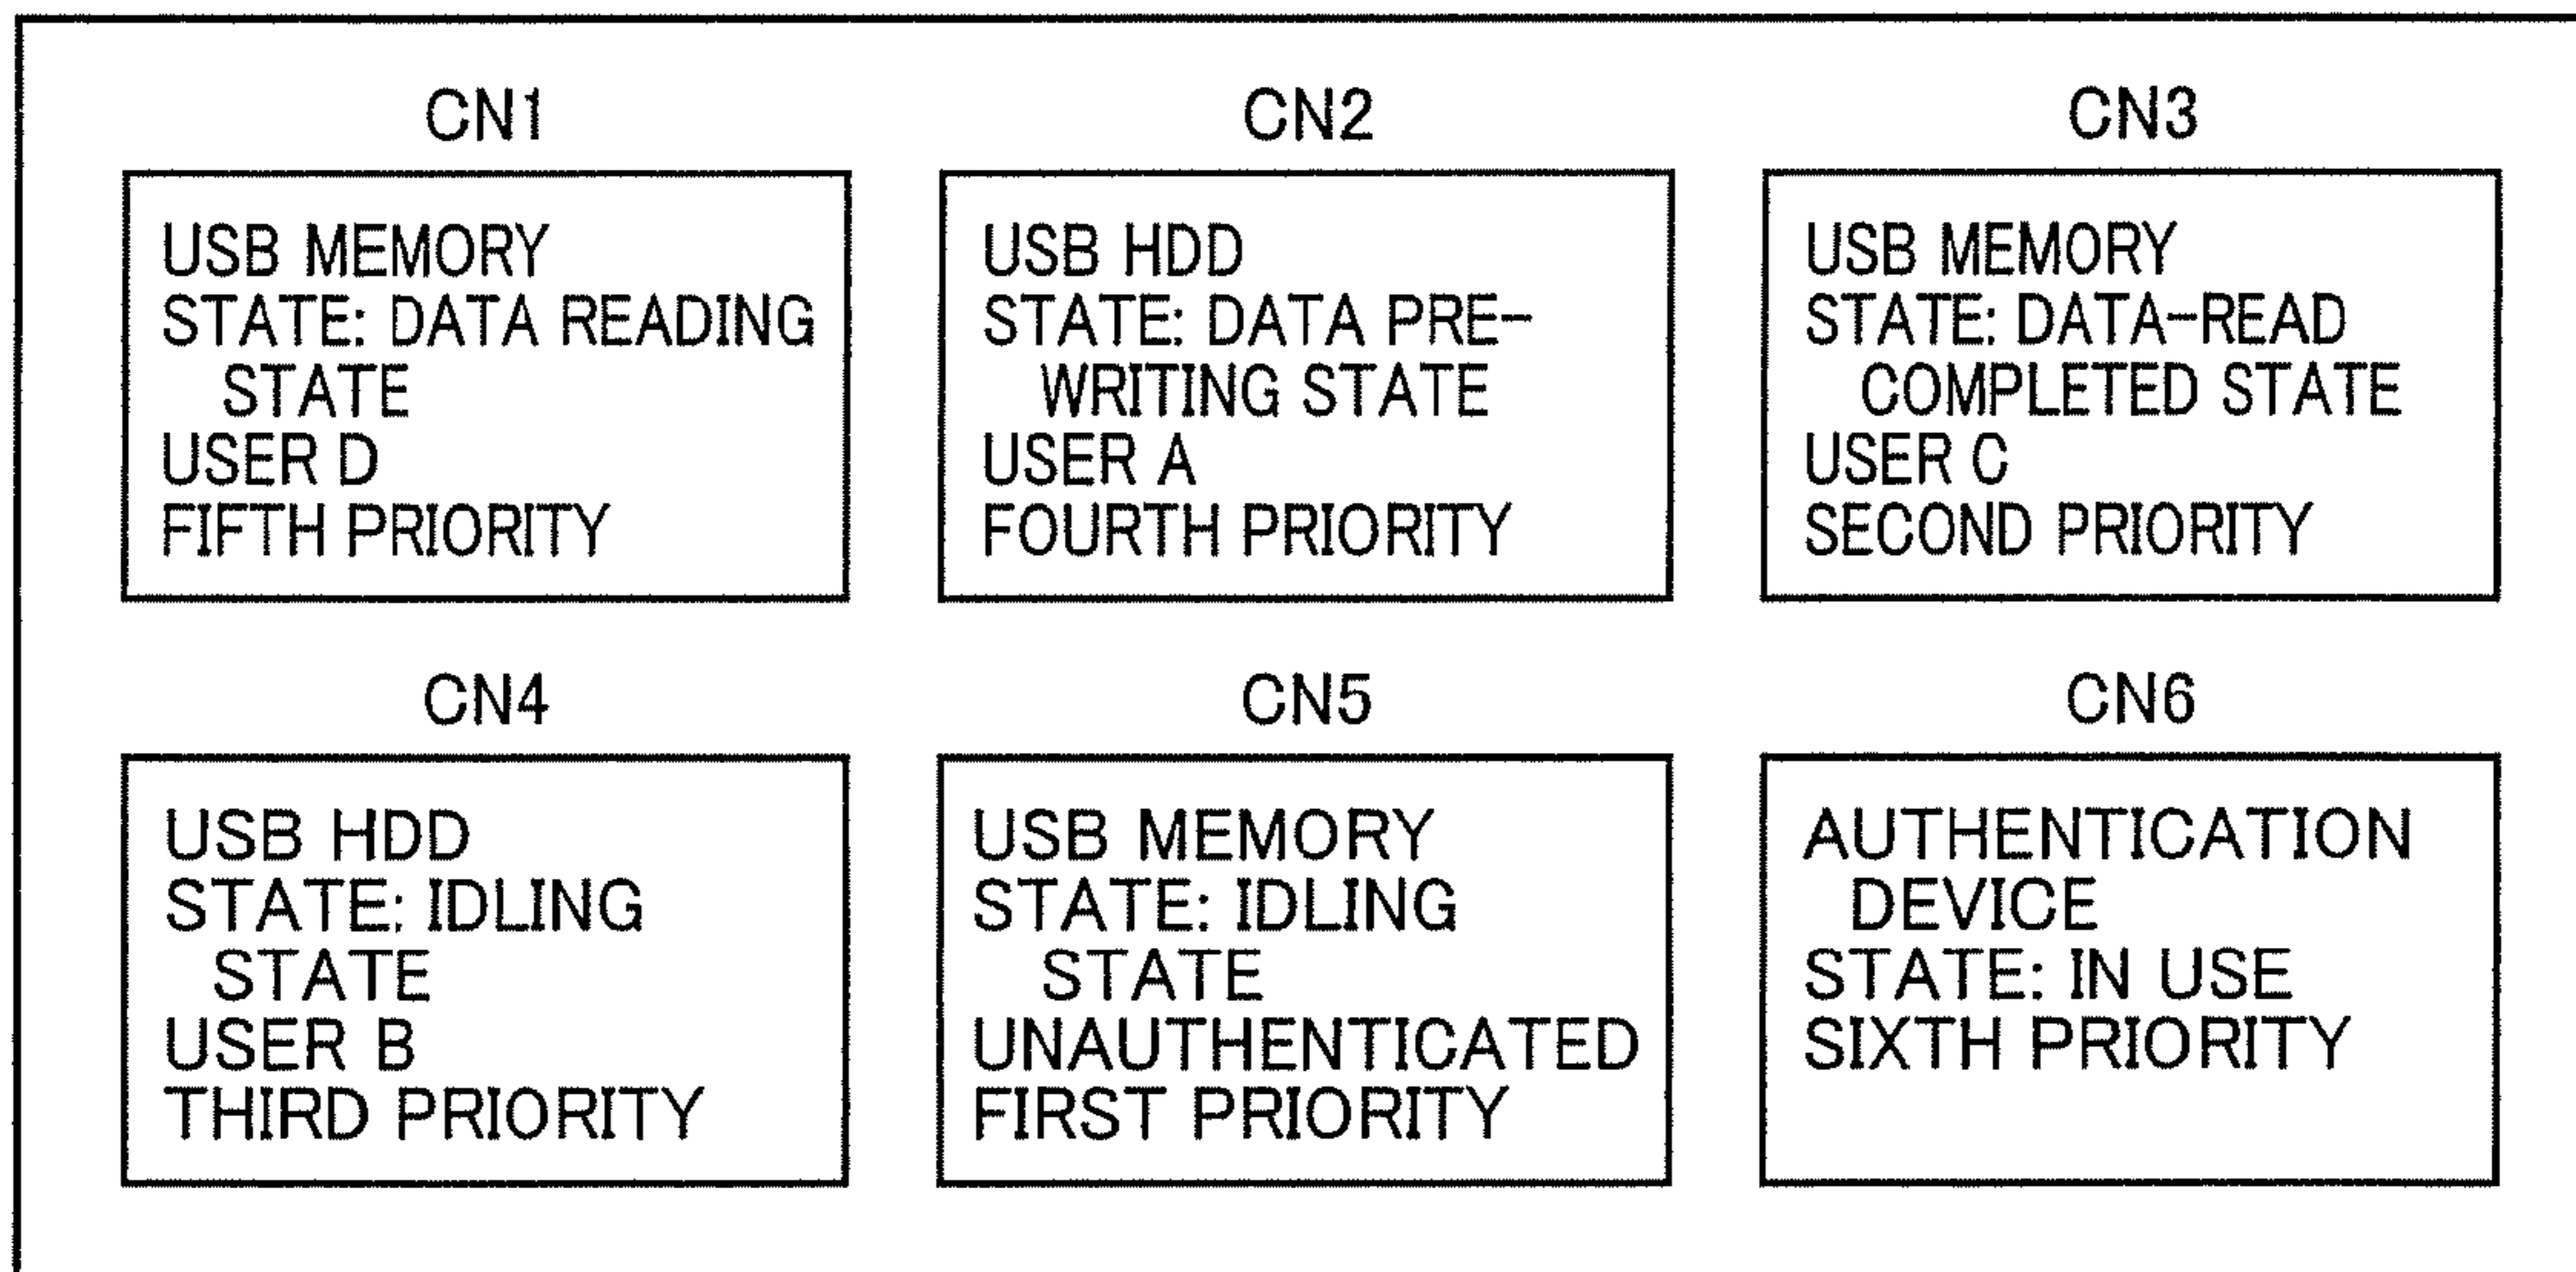 CN1
USB MEMORY
STATE: DATA READING
STATE
USER D
FIFTH PRIORITY
CN2
USB HDD
STATE: DATA PRE-
WRITING STATE
USER A
FOURTH PRIORITY
CN3
USB MEMORY
STATE: DATA-READ
COMPLETED STATE
USER C
SECOND PRIORITY
CN4
USB HDD
STATE: IDLING
STATE
USER B
THIRD PRIORITY
CN5
USB MEMORY
STATE: IDLING
STATE
UNAUTHENTICATED
FIRST PRIORITY
CN6
AUTHENTICATION
DEVICE
STATE: IN USE
SIXTH PRIORITY